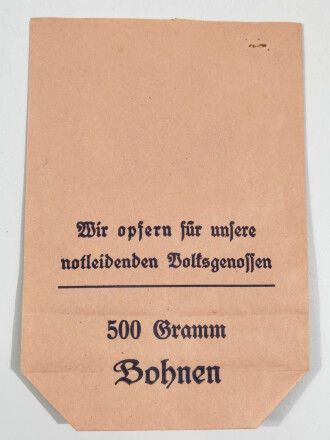 Wir opfern für unsere
notleidenden Volksgenossen
500 Gramm
Bohnen